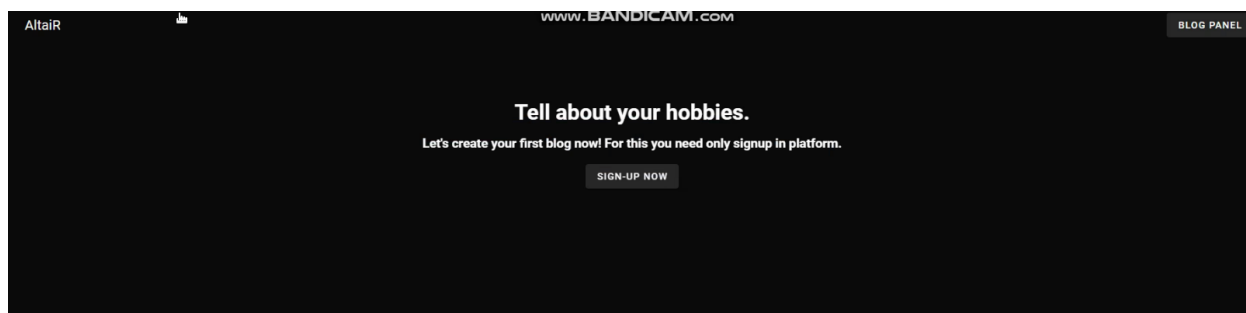 www.BANDICAM.com
AltaiR
BLOG PANEL
Tell about your hobbies.
Let's create your first blog now! For this you need only signup in platform.
SIGN-UP NOW